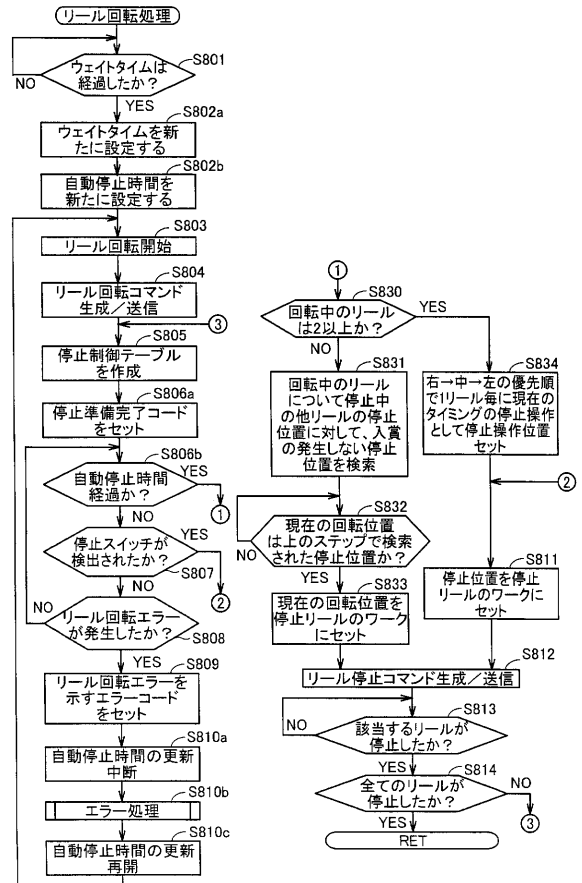 リール回転処理
S801
ウェイトタイムは
経過したか?
NO
YES
S802a
ウェイトタイムを新
たに設定する
S802b
自動停止時間を
新たに設定する
S803
リール回転開始
S804
リール回転コマンド
生成/送信
③
S805
停止制御テーブル
を作成
S806a
停止準備完了コード
をセット
S806b
自動停止時間
経過か?
YES
①
NO
停止スイッチが
検出されたか?
YES
S807
②
NO
NO
リール回転エラー
が発生したか?
S808
YES
S809
リール回転エラーを
示すエラーコード
をセット
S810a
自動停止時間の更新
中断
S810b
エラー処理
S810c
自動停止時間の更新
再開
①
S830
回転中のリール
は2以上か?
YES
NO
S831
回転中のリール
について停止中
の他リールの停止
位置に対して、入賞
の発生しない停止
位置を検索
S834
右→中→左の優先順
で1リール毎に現在の
タイミングの停止操作
として停止操作位置
セット
②
S832
現在の回転位置
は上のステップで検索
された停止位置か?
NO
YES
S833
現在の回転位置を
停止リールのワーク
にセット
S811
停止位置を停止
リールのワークに
セット
S812
リール停止コマンド生成/送信
S813
NO
該当するリールが
停止したか?
YES
S814
全てのリールが
停止したか?
NO
③
YES
RET